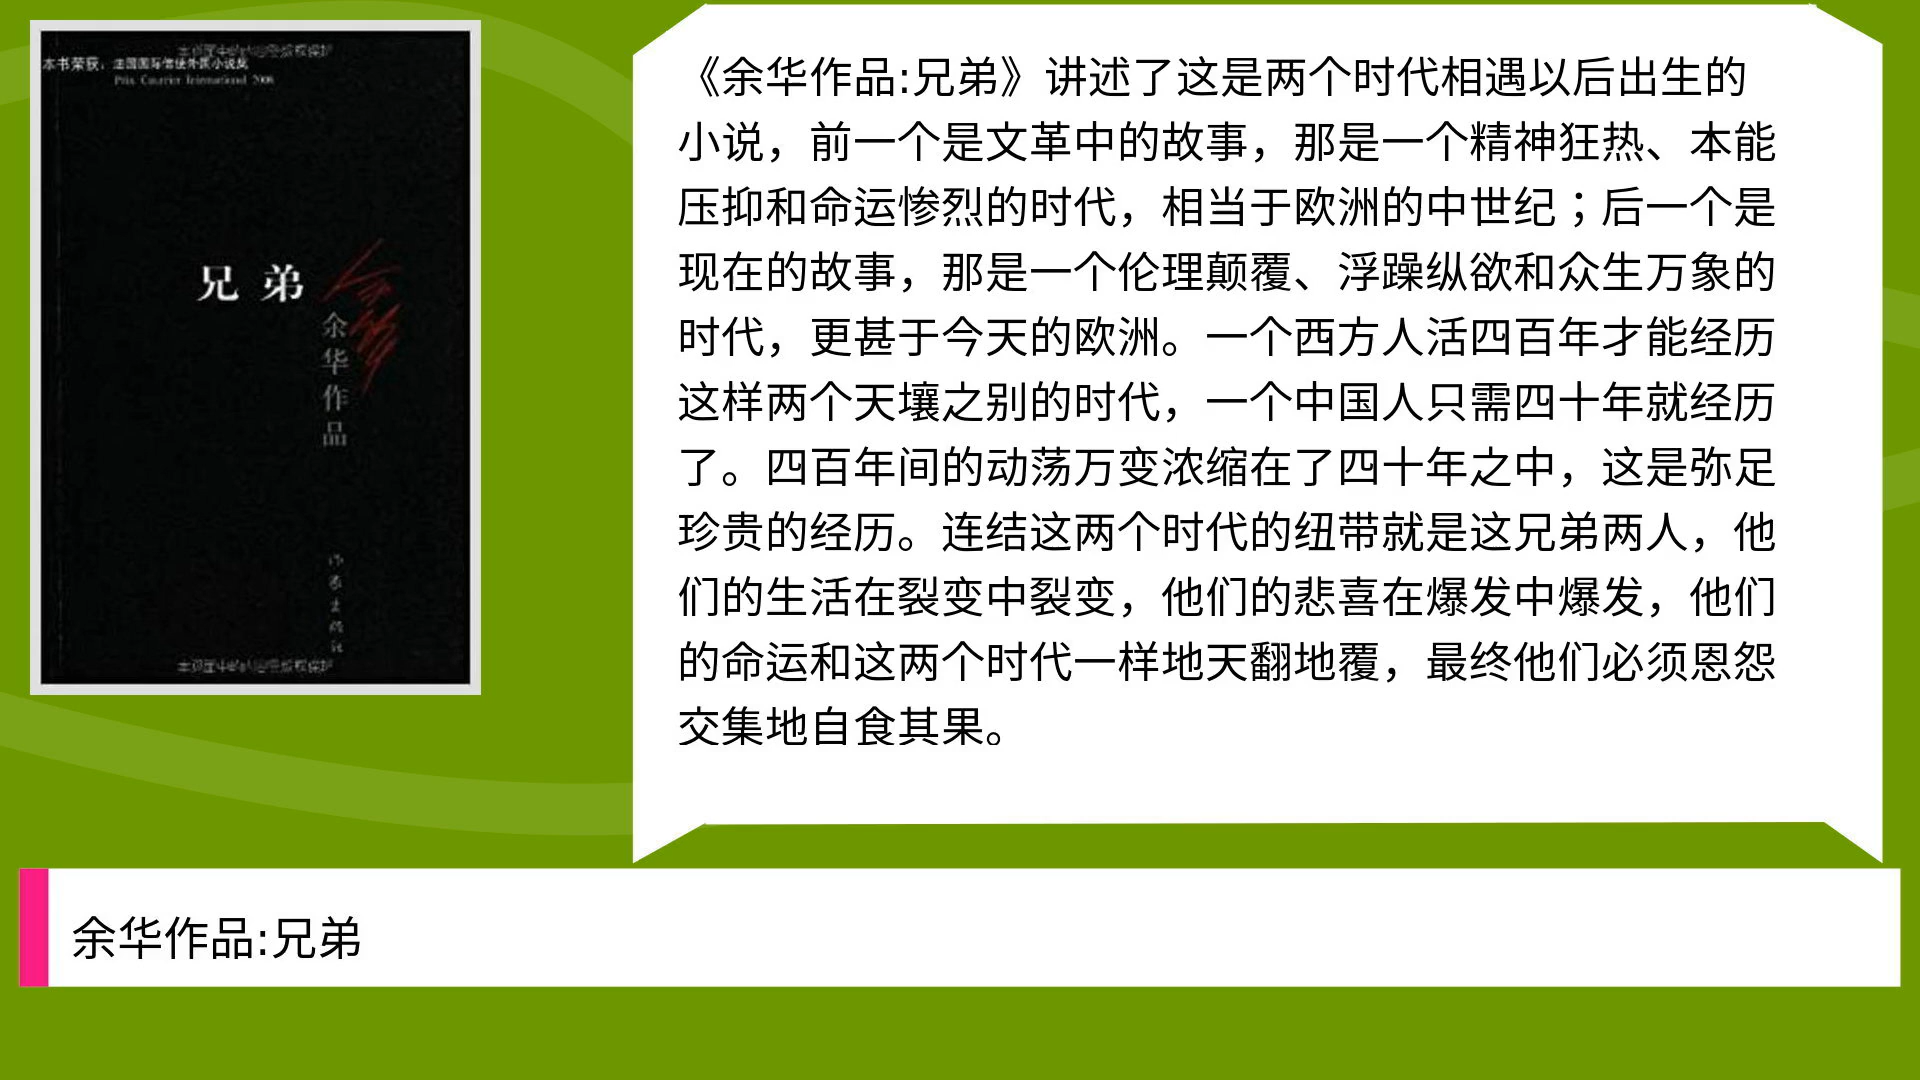 本书荣获：法国国际信使外国小说奖
Prix Courrier International 2008
兄弟
余华作品
作家出版社
《余华作品:兄弟》讲述了这是两个时代相遇以后出生的
小说，前一个是文革中的故事，那是一个精神狂热、本能
压抑和命运惨烈的时代，相当于欧洲的中世纪；后一个是
现在的故事，那是一个伦理颠覆、浮躁纵欲和众生万象的
时代，更甚于今天的欧洲。一个西方人活四百年才能经历
这样两个天壤之别的时代，一个中国人只需四十年就经历
了。四百年间的动荡万变浓缩在了四十年之中，这是弥足
珍贵的经历。连结这两个时代的纽带就是这兄弟两人，他
们的生活在裂变中裂变，他们的悲喜在爆发中爆发，他们
的命运和这两个时代一样地天翻地覆，最终他们必须恩怨
交集地自食其果。
余华作品:兄弟